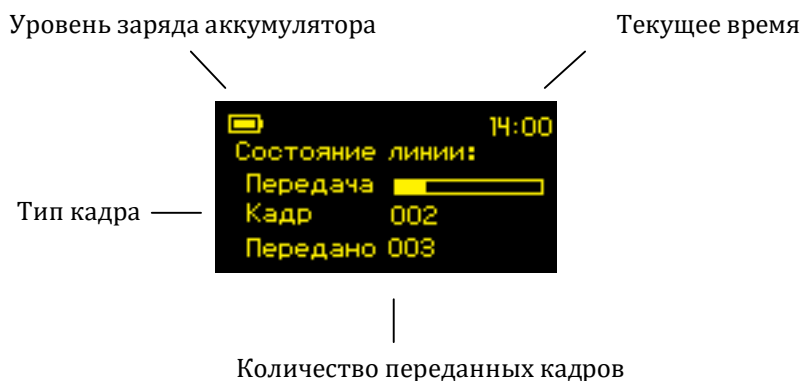 Уровень заряда аккумулятора
Текущее время
14:00
Состояние линии:
Передача
Тип кадра
Кадр 002
Передано 003
Количество переданных кадров